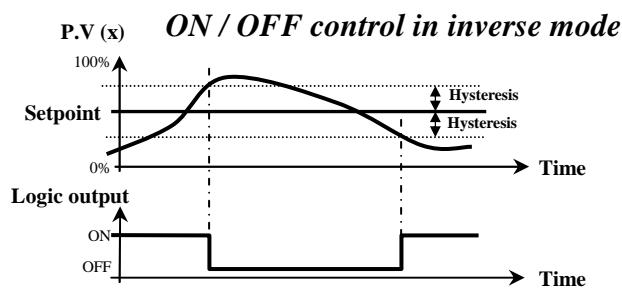 ON / OFF control in inverse mode
P.V (x)
100%
Hysteresis
Setpoint
Hysteresis
0%
Time
Logic output
ON
OFF
Time